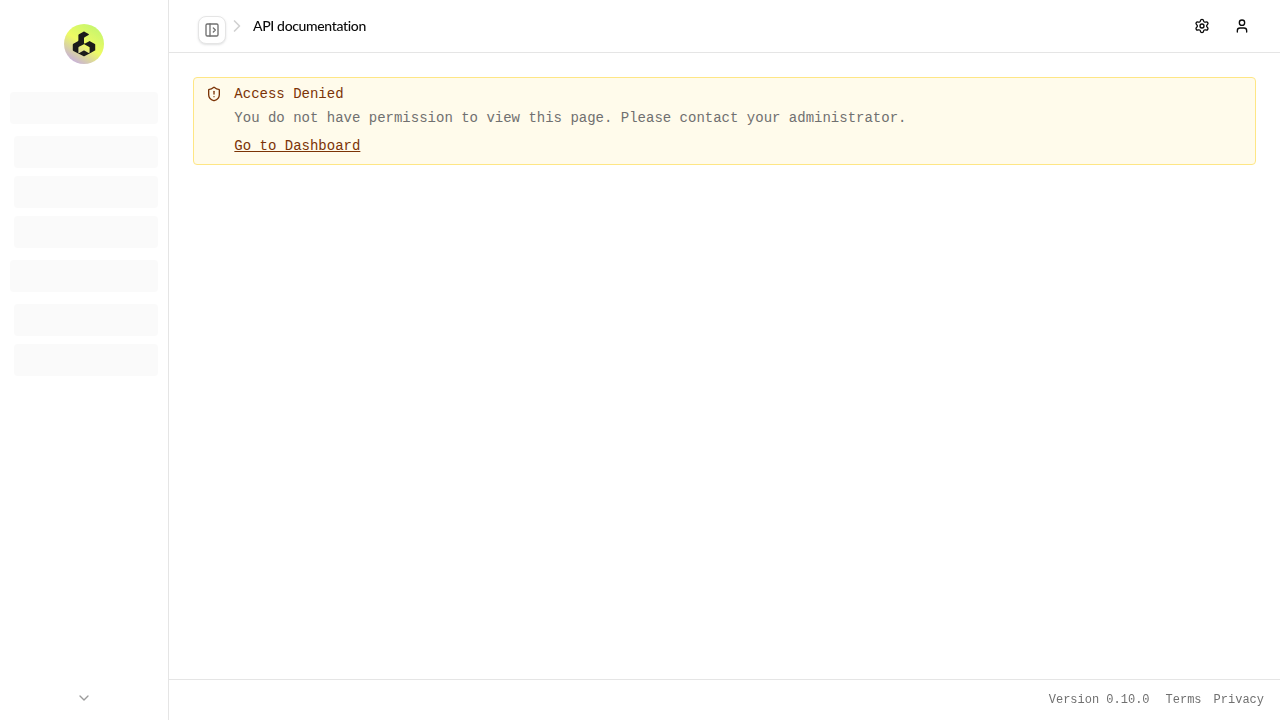 API documentation
Access Denied
You do not have permission to view this page. Please contact your administrator.
Go to Dashboard
Version 0.10.0 Terms Privacy